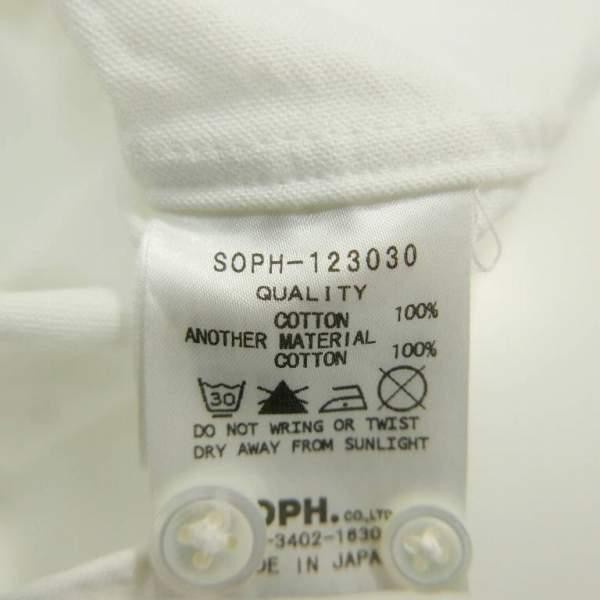 SOPH-123030
QUALITY
COTTON 100%
ANOTHER MATERIAL
COTTON 100%
30
DO NOT WRING OR TWIST
DRY AWAY FROM SUNLIGHT
OPH. CO.,LTD
-3402-1630
DE IN JAPA